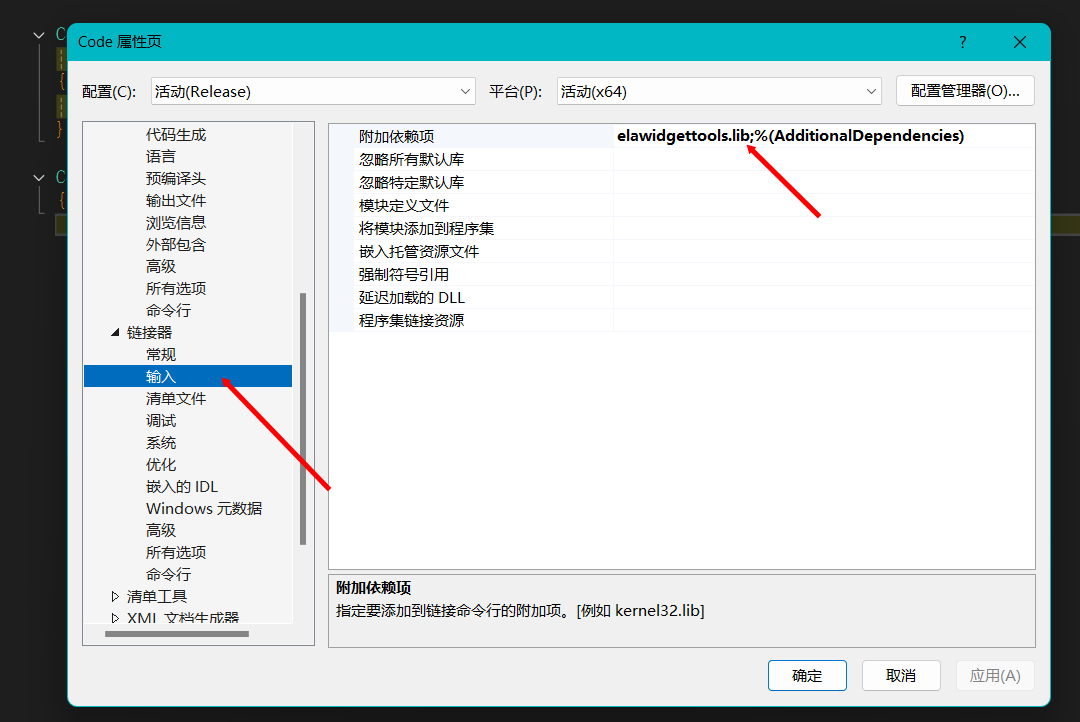 Code 属性页
?
配置(C):
活动(Release)
平台(P):
活动(x64)
配置管理器(O)...
代码生成
语言
预编译头
输出文件
浏览信息
外部包含
高级
所有选项
命令行
链接器
常规
输入
清单文件
调试
系统
优化
嵌入的 IDL
Windows 元数据
高级
所有选项
命令行
清单工具
XML 文档生成器
附加依赖项
elawidgettools.lib;%(AdditionalDependencies)
忽略所有默认库
忽略特定默认库
模块定义文件
将模块添加到程序集
嵌入托管资源文件
强制符号引用
延迟加载的 DLL
程序集链接资源
附加依赖项
指定要添加到链接命令行的附加项。[例如 kernel32.lib]
确定
取消
应用(A)